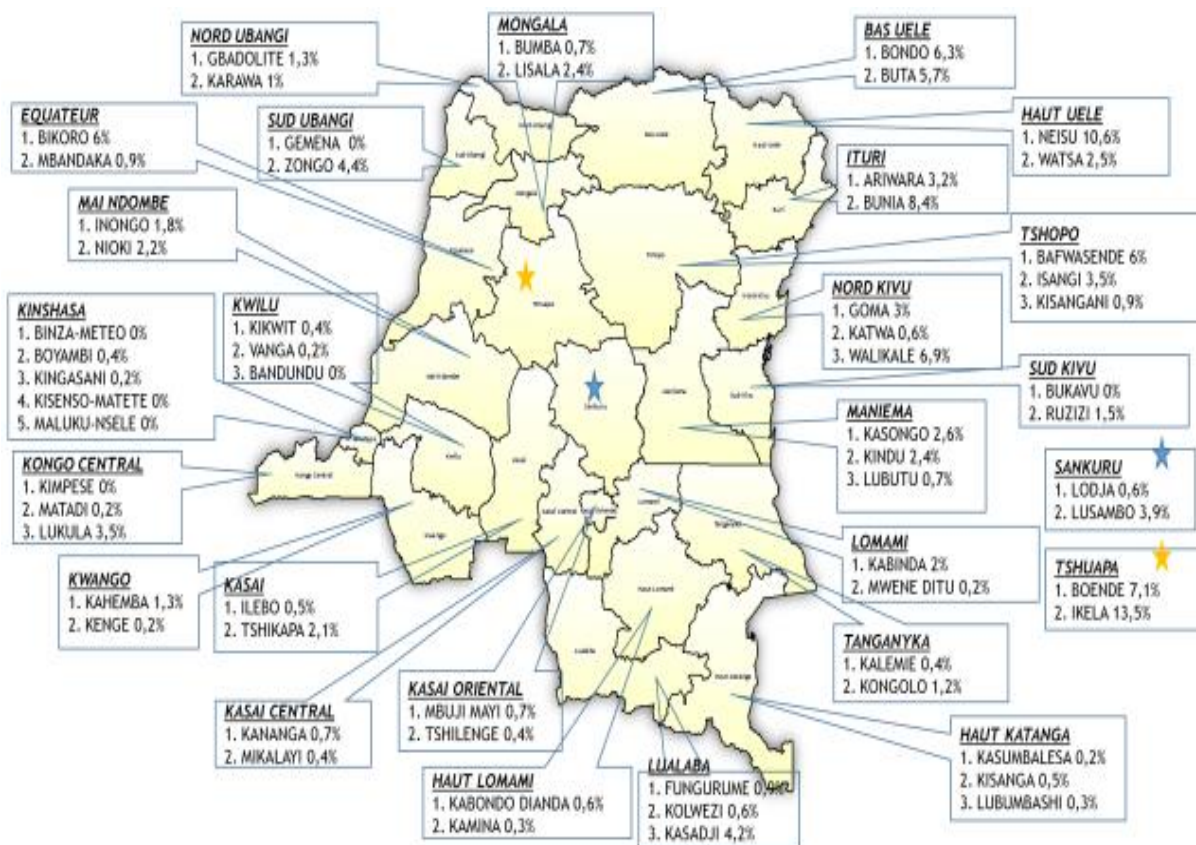 NORD UBANGI
1. GBADOLITE 1,3%
2. KARAWA 1%
MONGALA
1. BUMBA 0,7%
2. LISALA 2,4%
BAS UELE
1. BONDO 6,3%
2. BUTA 5,7%
EQUATEUR
1. BIKORO 6%
2. MBANDAKA 0,9%
SUD UBANGI
1. GEMENA 0%
2. ZONGO 4,4%
HAUT UELE
1. NEISU 10,6%
2. WATSA 2,5%
ITURI
1. ARIWARA 3,2%
2. BUNIA 8,4%
MAI NDOMBE
1. INONGO 1,8%
2. NIOKI 2,2%
TSHOPO
1. BAFWASENDE 6%
2. ISANGI 3,5%
3. KISANGANI 0,9%
KINSHASA
1. BINZA-METEO 0%
2. BOYAMBI 0,4%
3. KINGASANI 0,2%
4. KISENSO-MATETE 0%
5. MALUKU-NSELE 0%
KWILU
1. KIKWIT 0,4%
2. VANGA 0,2%
3. BANDUNDU 0%
NORD KIVU
1. GOMA 3%
2. KATWA 0,6%
3. WALIKALE 6,9%
SUD KIVU
1. BUKAVU 0%
2. RUZIZI 1,5%
MANIEMA
1. KASONGO 2,6%
2. KINDU 2,4%
3. LUBUTU 0,7%
KONGO CENTRAL
1. KIMPESE 0%
2. MATADI 0,2%
3. LUKULA 3,5%
SANKURU
1. LODJA 0,6%
2. LUSAMBO 3,9%
LOMAMI
1. KABINDA 2%
2. MWENE DITU 0,2%
TSHUAPA
1. BOENDE 7,1%
2. IKELA 13,5%
KWANGO
1. KAHEMBA 1,3%
2. KENGE 0,2%
KASAI
1. ILEBO 0,5%
2. TSHIKAPA 2,1%
TANGANYKA
1. KALEMIE 0,4%
2. KONGOLO 1,2%
KASAI ORIENTAL
1. MBUJI MAYI 0,7%
2. TSHILENGE 0,4%
KASAI CENTRAL
1. KANANGA 0,7%
2. MIKALAYI 0,4%
HAUT KATANGA
1. KASUMBALESA 0,2%
2. KISANGA 0,5%
3. LUBUMBASHI 0,3%
HAUT LOMAMI
1. KABONDO DIANDA 0,6%
2. KAMINA 0,3%
LUALABA
1. FUNGURUME
2. KOLWEZI 0,6%
3. KASADJI 4,2%
Kongo Central